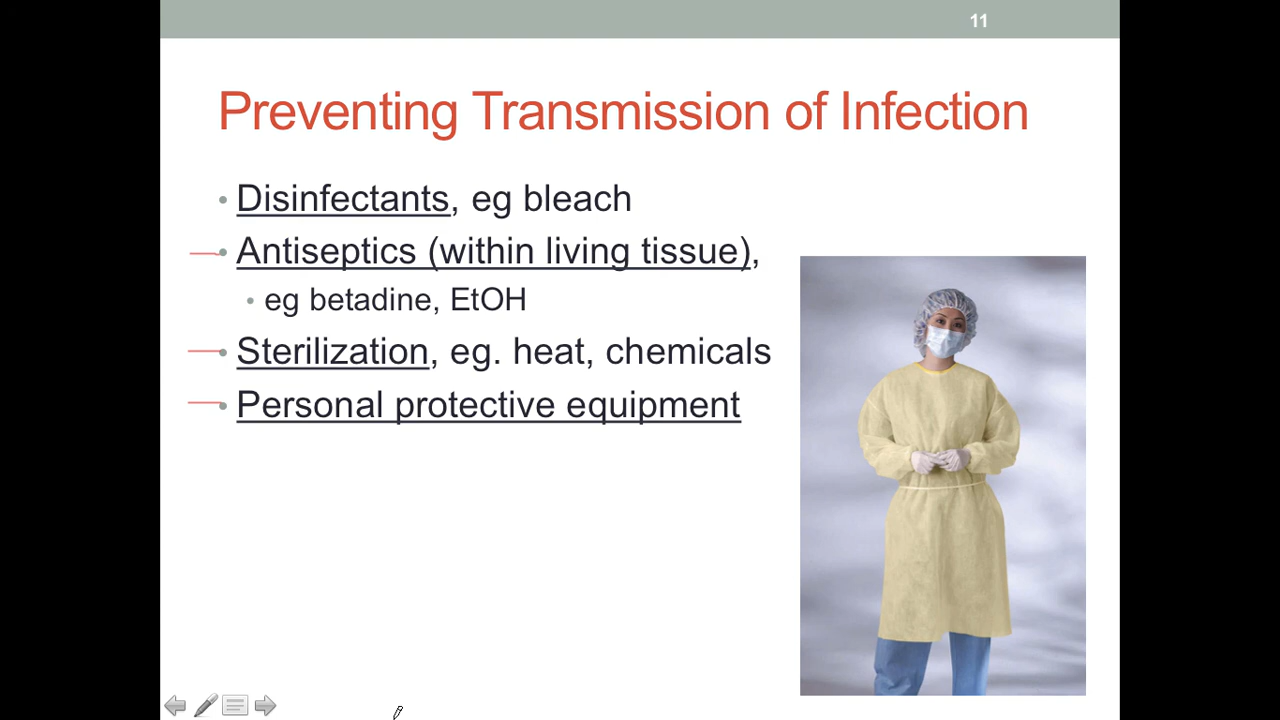 11
Preventing Transmission of Infection
• Disinfectants, eg bleach
• Antiseptics (within living tissue),
• eg betadine, EtOH
• Sterilization, eg. heat, chemicals
• Personal protective equipment